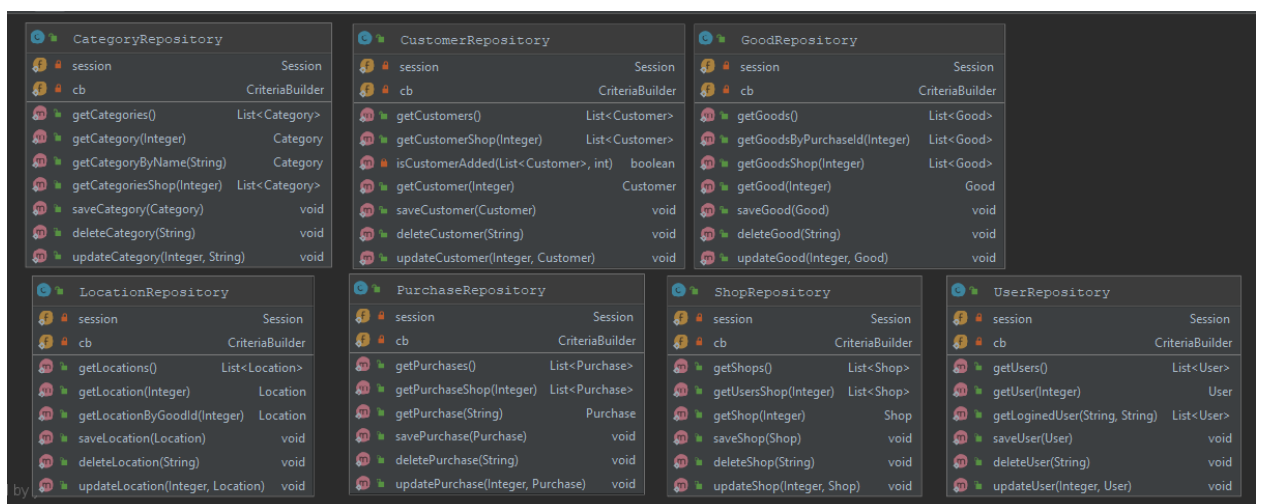 CategoryRepository
session Session
cb CriteriaBuilder
getCategories() List<Category>
getCategory(Integer) Category
getCategoryByName(String) Category
getCategoriesShop(Integer) List<Category>
saveCategory(Category) void
deleteCategory(String) void
updateCategory(Integer, String) void
CustomerRepository
session Session
cb CriteriaBuilder
getCustomers() List<Customer>
getCustomerShop(Integer) List<Customer>
isCustomerAdded(List<Customer>, int) boolean
getCustomer(Integer) Customer
saveCustomer(Customer) void
deleteCustomer(String) void
updateCustomer(Integer, Customer) void
GoodRepository
session Session
cb CriteriaBuilder
getGoods() List<Good>
getGoodsByPurchaseId(Integer) List<Good>
getGoodsShop(Integer) List<Good>
getGood(Integer) Good
saveGood(Good) void
deleteGood(String) void
updateGood(Integer, Good) void
LocationRepository
session Session
cb CriteriaBuilder
getLocations() List<Location>
getLocation(Integer) Location
getLocationByGoodId(Integer) Location
saveLocation(Location) void
deleteLocation(String) void
updateLocation(Integer, Location) void
PurchaseRepository
session Session
cb CriteriaBuilder
getPurchases() List<Purchase>
getPurchaseShop(Integer) List<Purchase>
getPurchase(String) Purchase
savePurchase(Purchase) void
deletePurchase(String) void
updatePurchase(Integer, Purchase) void
ShopRepository
session Session
cb CriteriaBuilder
getShops() List<Shop>
getUsersShop(Integer) List<Shop>
getShop(Integer) Shop
saveShop(Shop) void
deleteShop(String) void
updateShop(Integer, Shop) void
UserRepository
session Session
cb CriteriaBuilder
getUsers() List<User>
getUser(Integer) User
getLoginedUser(String, String) List<User>
saveUser(User) void
deleteUser(String) void
updateUser(Integer, User) void
by